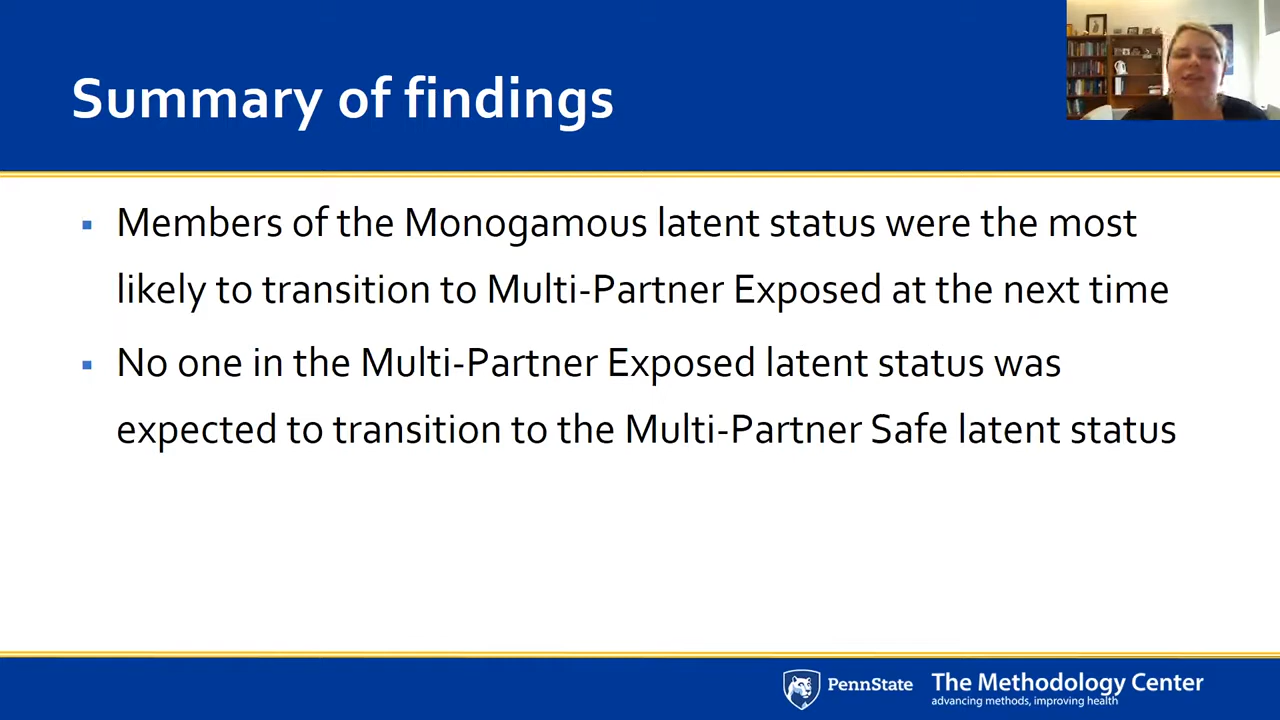 Summary of findings
▪ Members of the Monogamous latent status were the most
likely to transition to Multi-Partner Exposed at the next time
▪ No one in the Multi-Partner Exposed latent status was
expected to transition to the Multi-Partner Safe latent status
PennState
The Methodology Center
advancing methods, improving health